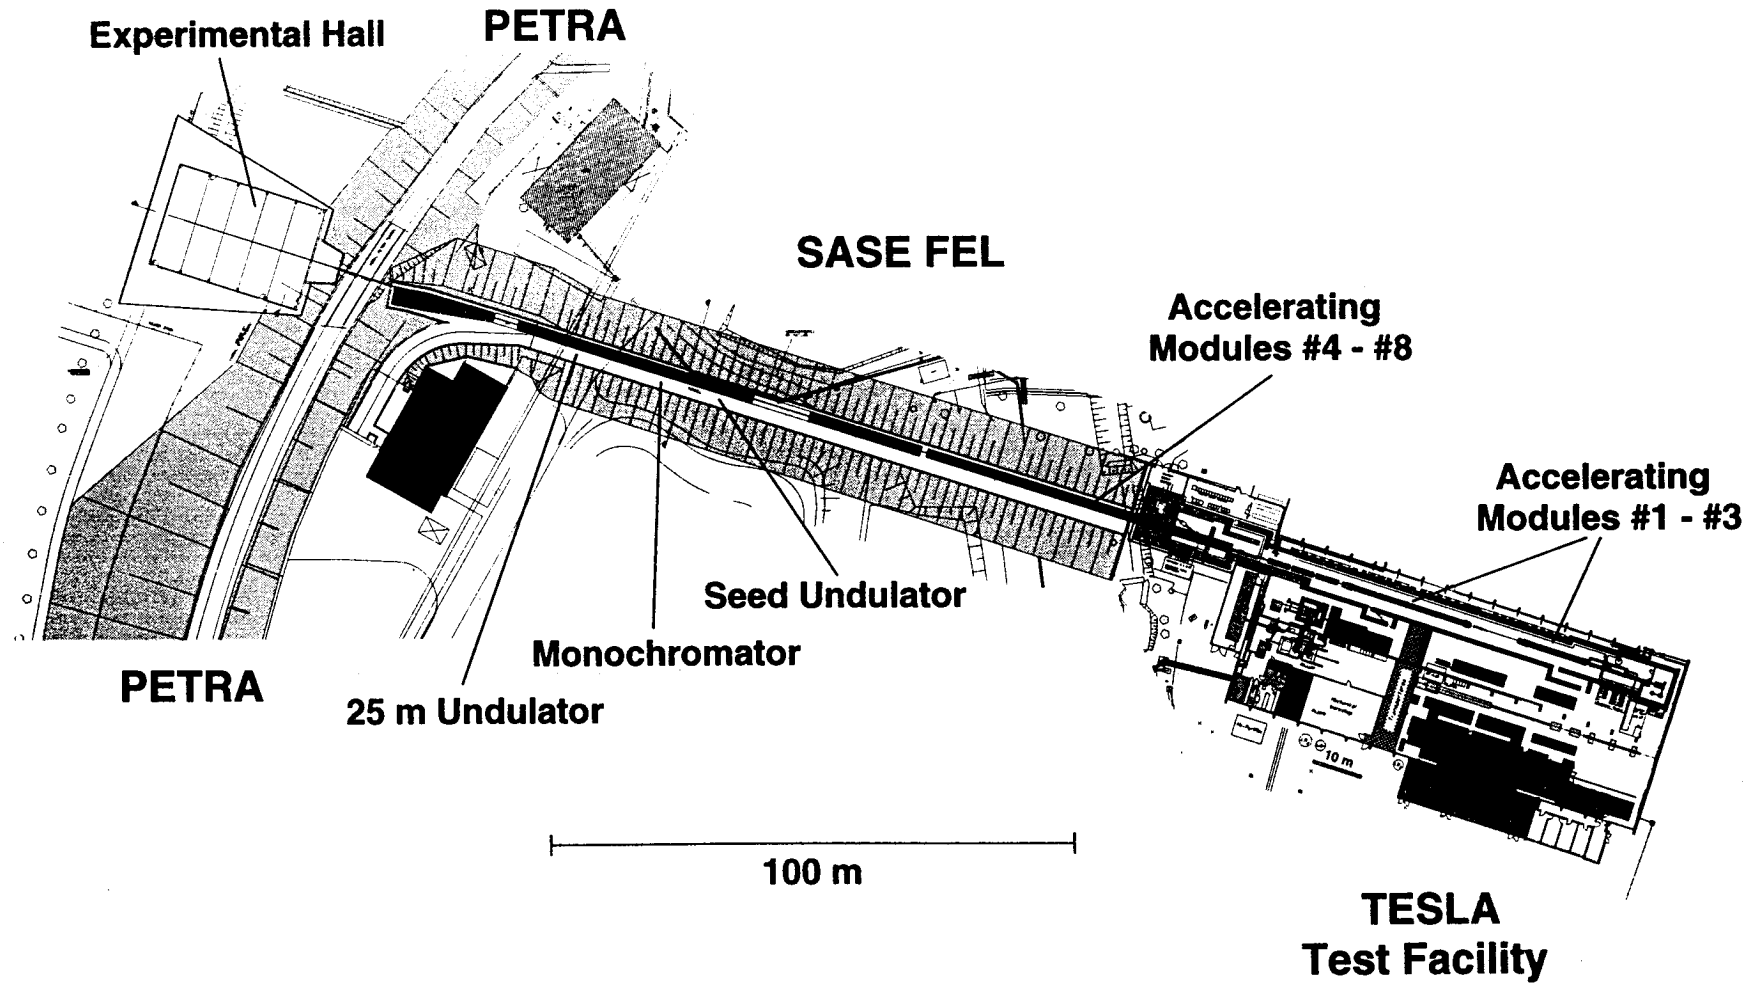 Experimental Hall
PETRA
SASE FEL
Accelerating
Modules #4 - #8
Accelerating
Modules #1 - #3
Seed Undulator
Monochromator
PETRA
25 m Undulator
10 m
100 m
TESLA
Test Facility